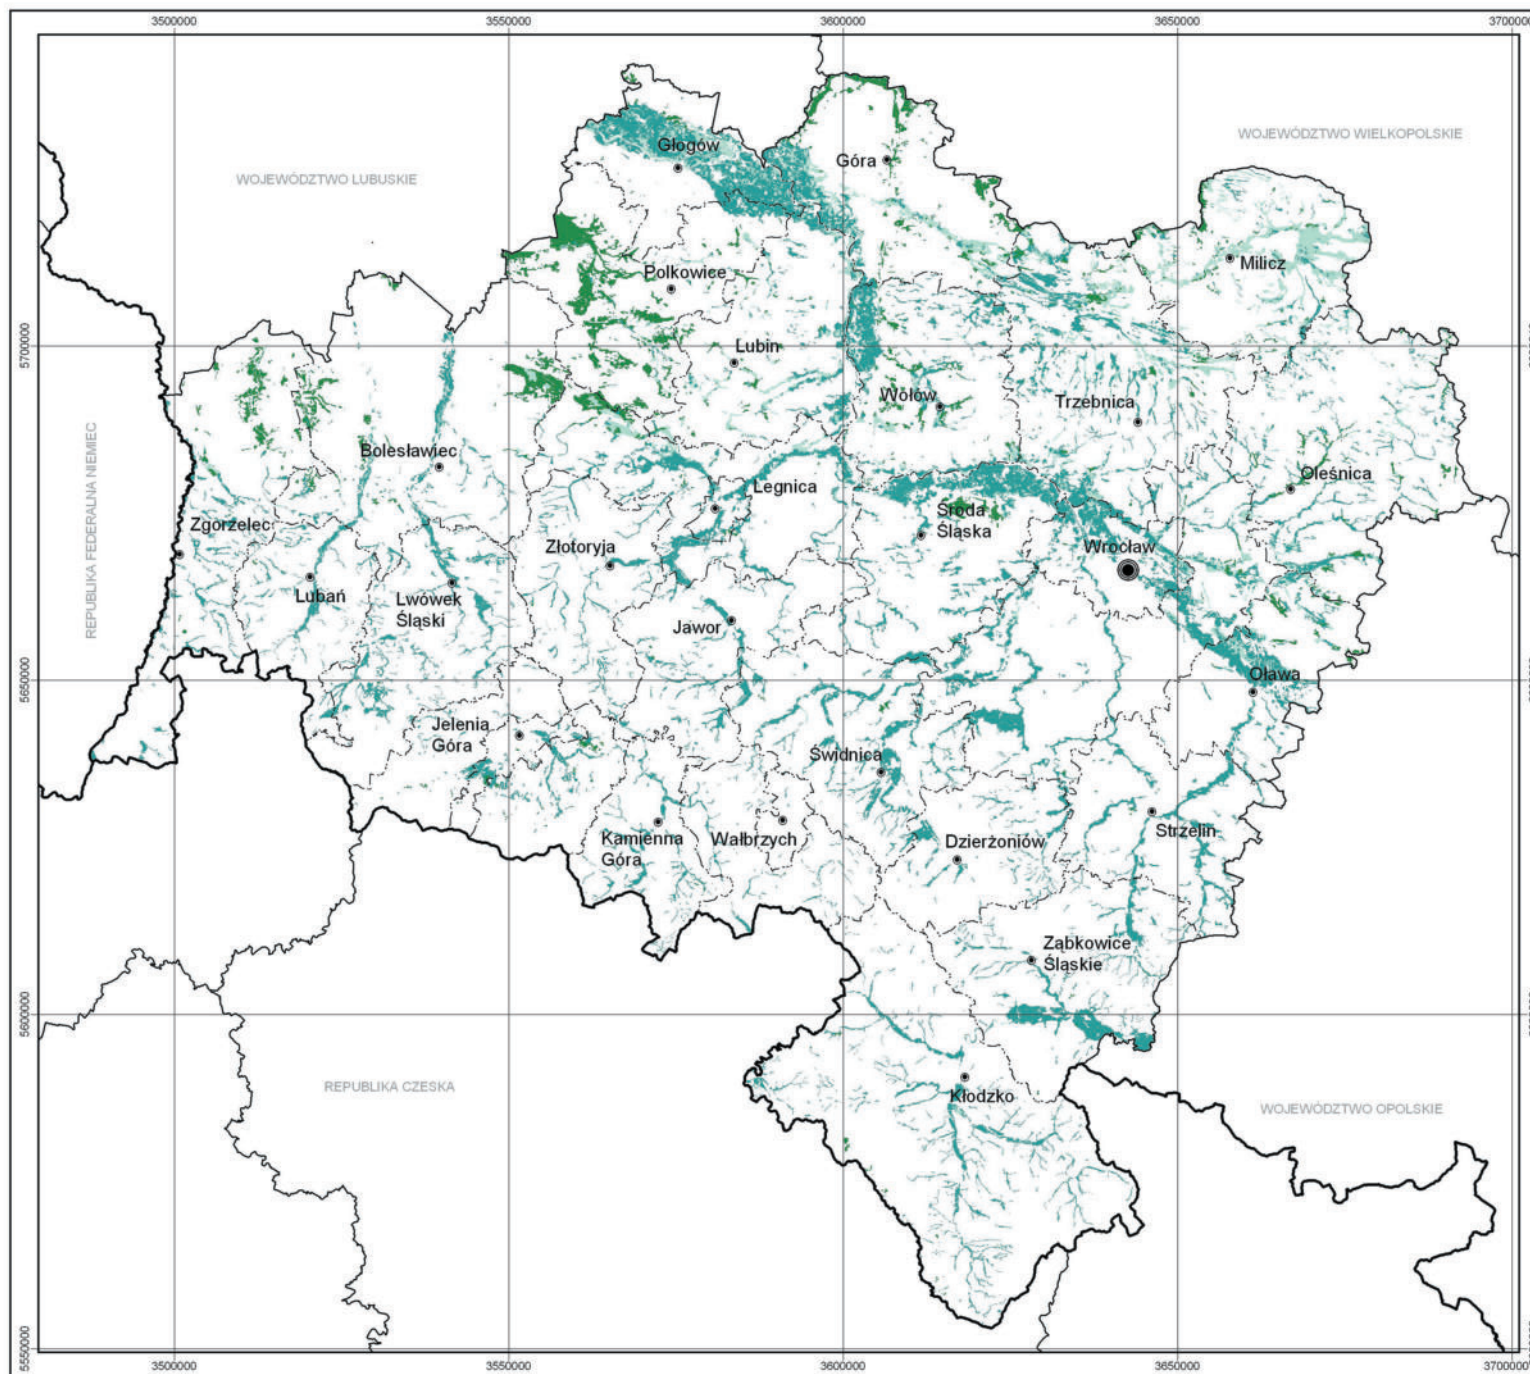 3500000
3550000
3600000
3650000
3700000
WOJEWÓDZTWO WIELKOPOLSKIE
Głogów
Góra
WOJEWÓDZTWO LUBUSKIE
Milicz
Polkowice
5700000
Lubin
Wołów
Trzebnica
Bolesławiec
REPUBLIKA FEDERALNA NIEMIEC
Legnica
Oleśnica
Zgorzelec
Środa
Śląska
Złotoryja
Wrocław
Lubań
Lwówek
Śląski
Jawor
5650000
Oława
Jelenia
Góra
Świdnica
Kamienna
Góra
Wałbrzych
Dzierżoniów
Strzelin
Ząbkowice
Śląskie
5600000
REPUBLIKA CZESKA
Kłodzko
WOJEWÓDZTWO OPOLSKIE
5550000
3500000
3550000
3600000
3650000
3700000